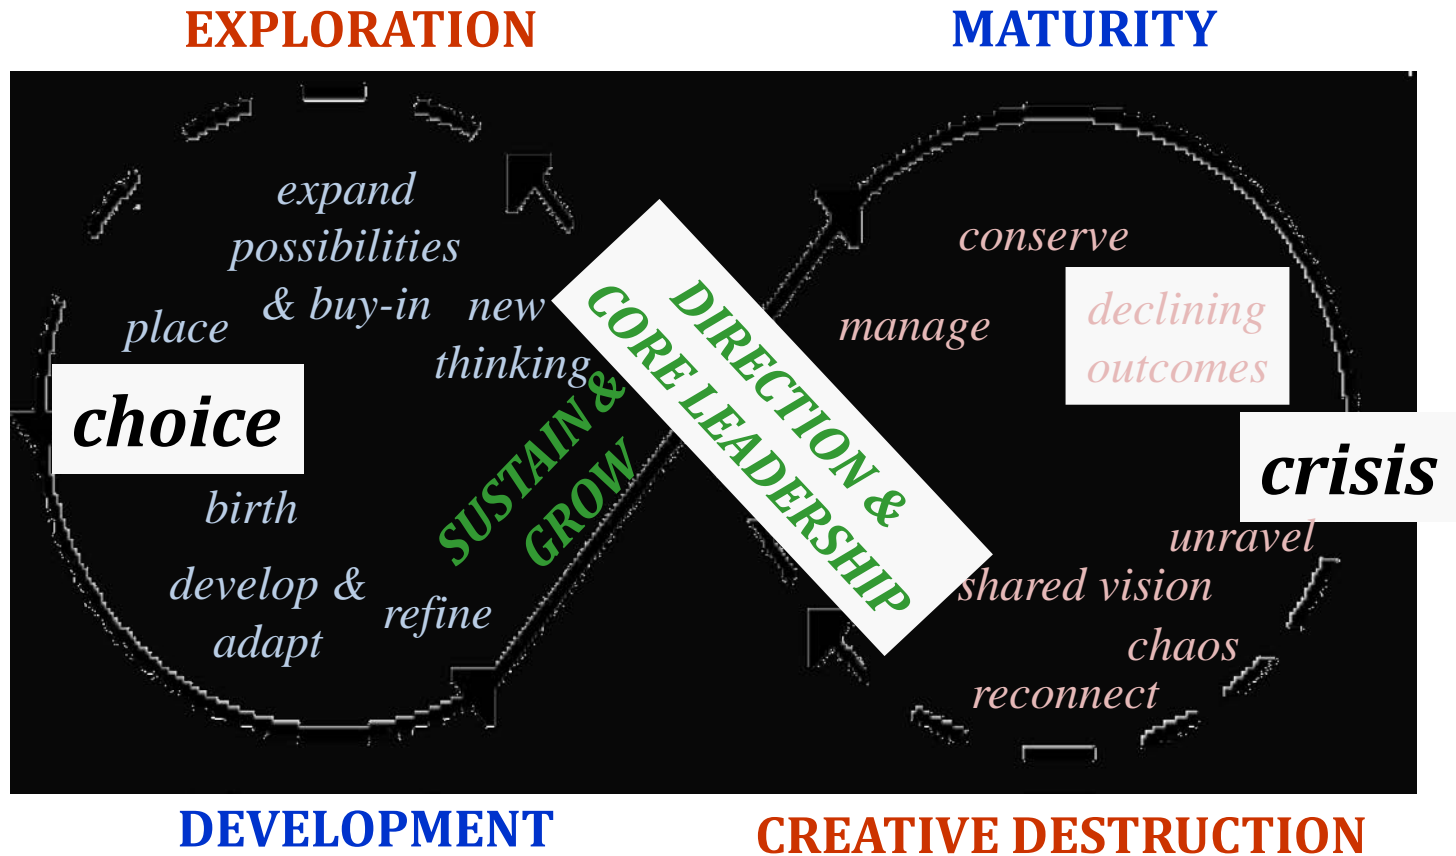 EXPLORATION
MATURITY
expand
possibilities
& buy-in
new
thinking
place
choice
birth
develop &
adapt
refine
SUSTAIN &
GROW
DIRECTION &
CORE LEADERSHIP
conserve
manage
declining
outcomes
crisis
unravel
shared vision
chaos
reconnect
DEVELOPMENT
CREATIVE DESTRUCTION